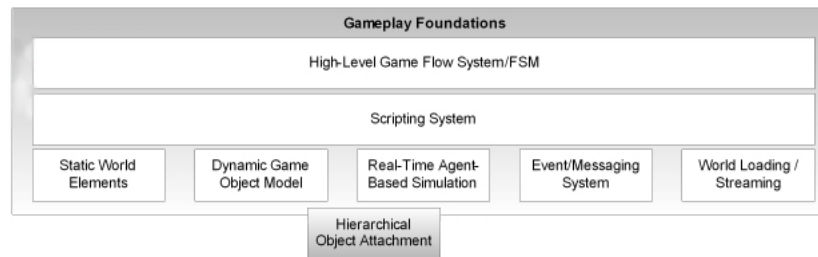 Gameplay Foundations
High-Level Game Flow System/FSM
Scripting System
Static World
Elements
Dynamic Game
Object Model
Real-Time Agent-
Based Simulation
Event/Messaging
System
World Loading /
Streaming
Hierarchical
Object Attachment